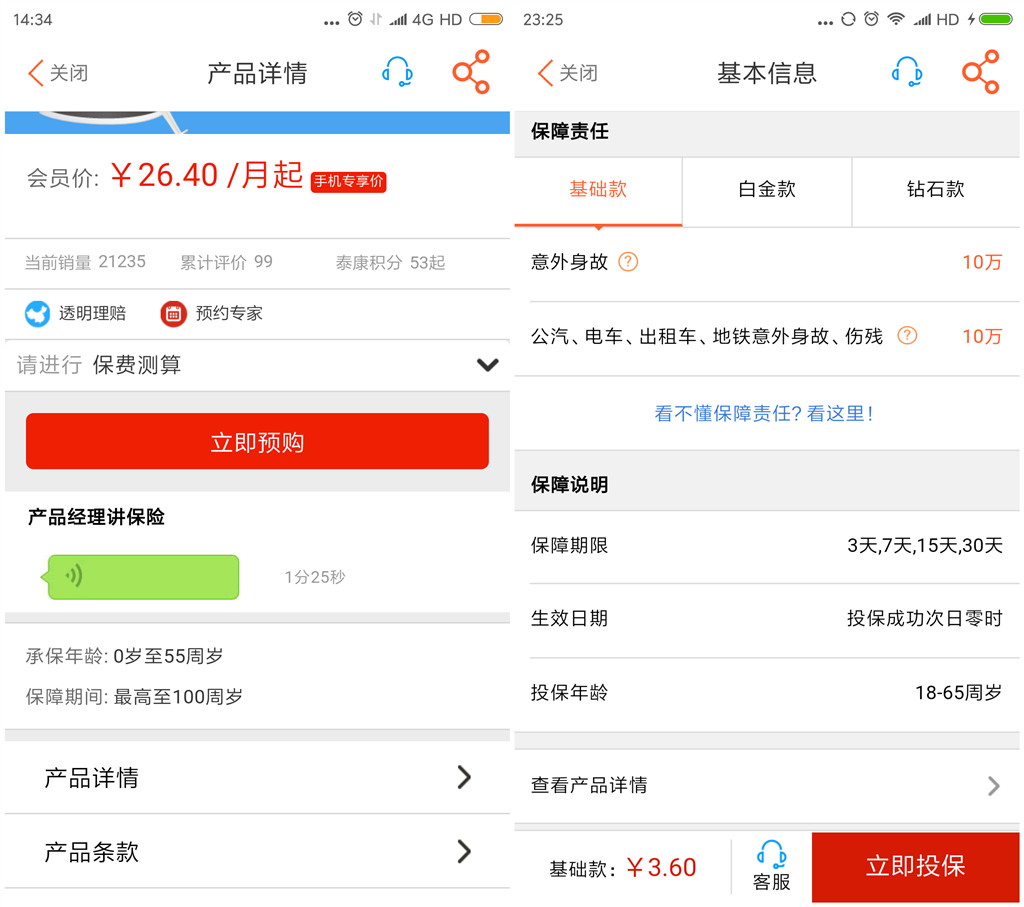 14:34
... 4G HD
关闭
产品详情
会员价: ￥26.40 /月起 手机专享价
当前销量 21235 累计评价 99 泰康积分 53起
透明理赔 预约专家
请进行 保费测算
立即预购
产品经理讲保险
1分25秒
承保年龄: 0岁至55周岁
保障期间: 最高至100周岁
产品详情
产品条款
23:25
... HD
关闭
基本信息
保障责任
基础款 白金款 钻石款
意外身故 ? 10万
公汽、电车、出租车、地铁意外身故、伤残 ? 10万
看不懂保障责任? 看这里!
保障说明
保障期限 3天,7天,15天,30天
生效日期 投保成功次日零时
投保年龄 18-65周岁
查看产品详情
基础款: ￥3.60 客服 立即投保